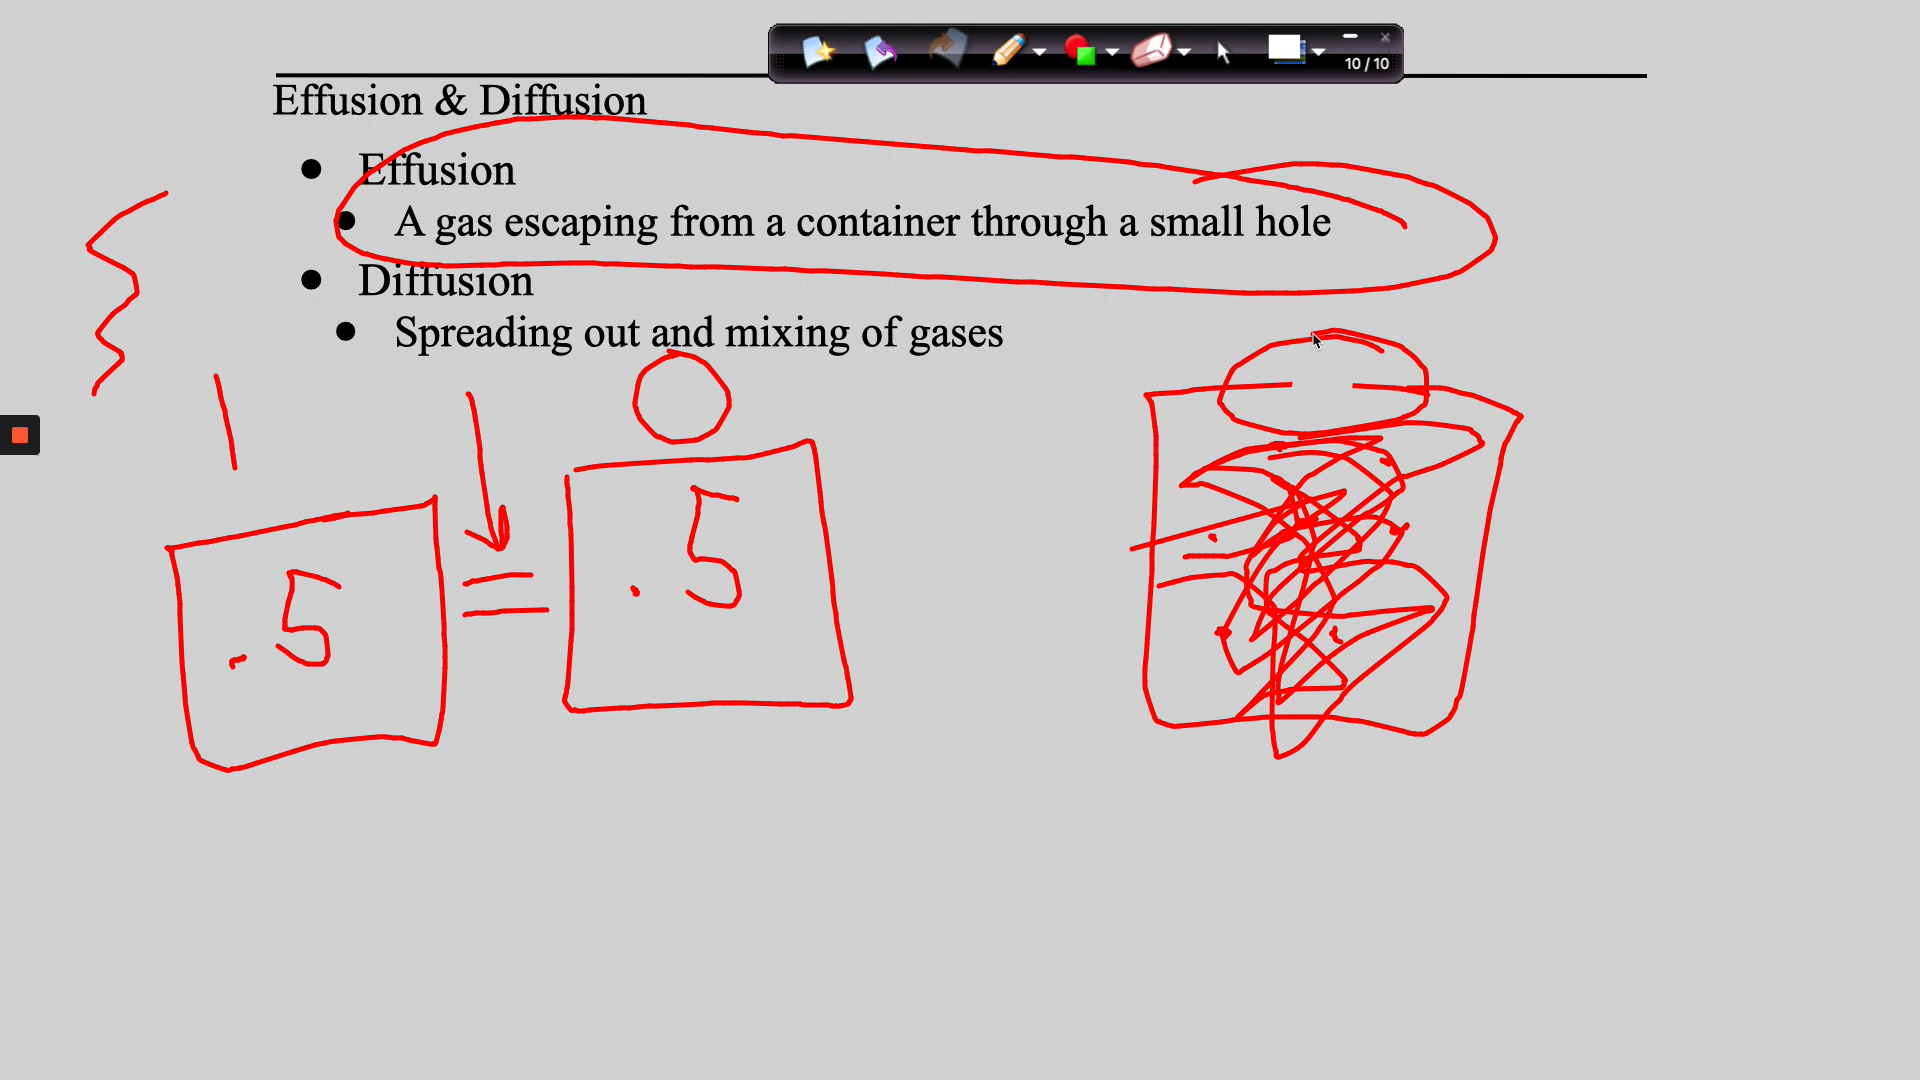 10 / 10
Effusion & Diffusion
Effusion
A gas escaping from a container through a small hole
Diffusion
Spreading out and mixing of gases
.5 = .5